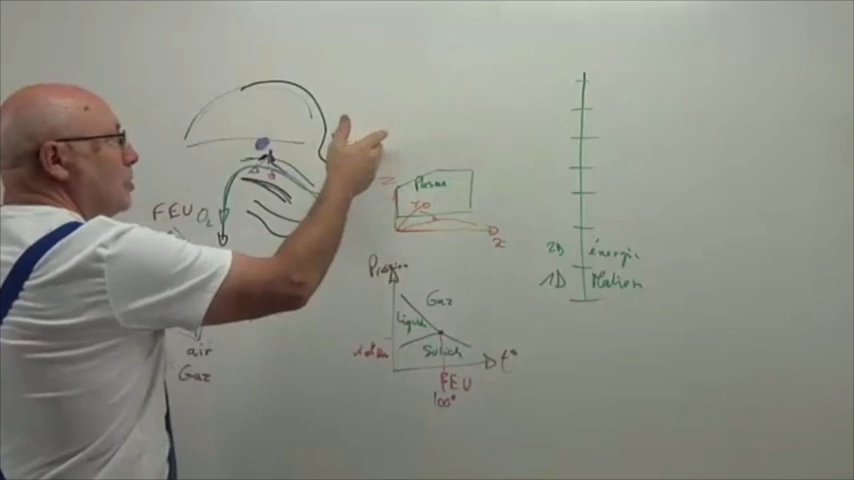 FEU O₂
air
Gaz
Z
Plasma
x
Pression
Gaz
Liquide
Solide
t°
FEU
100°
2D énergie
1D Matière